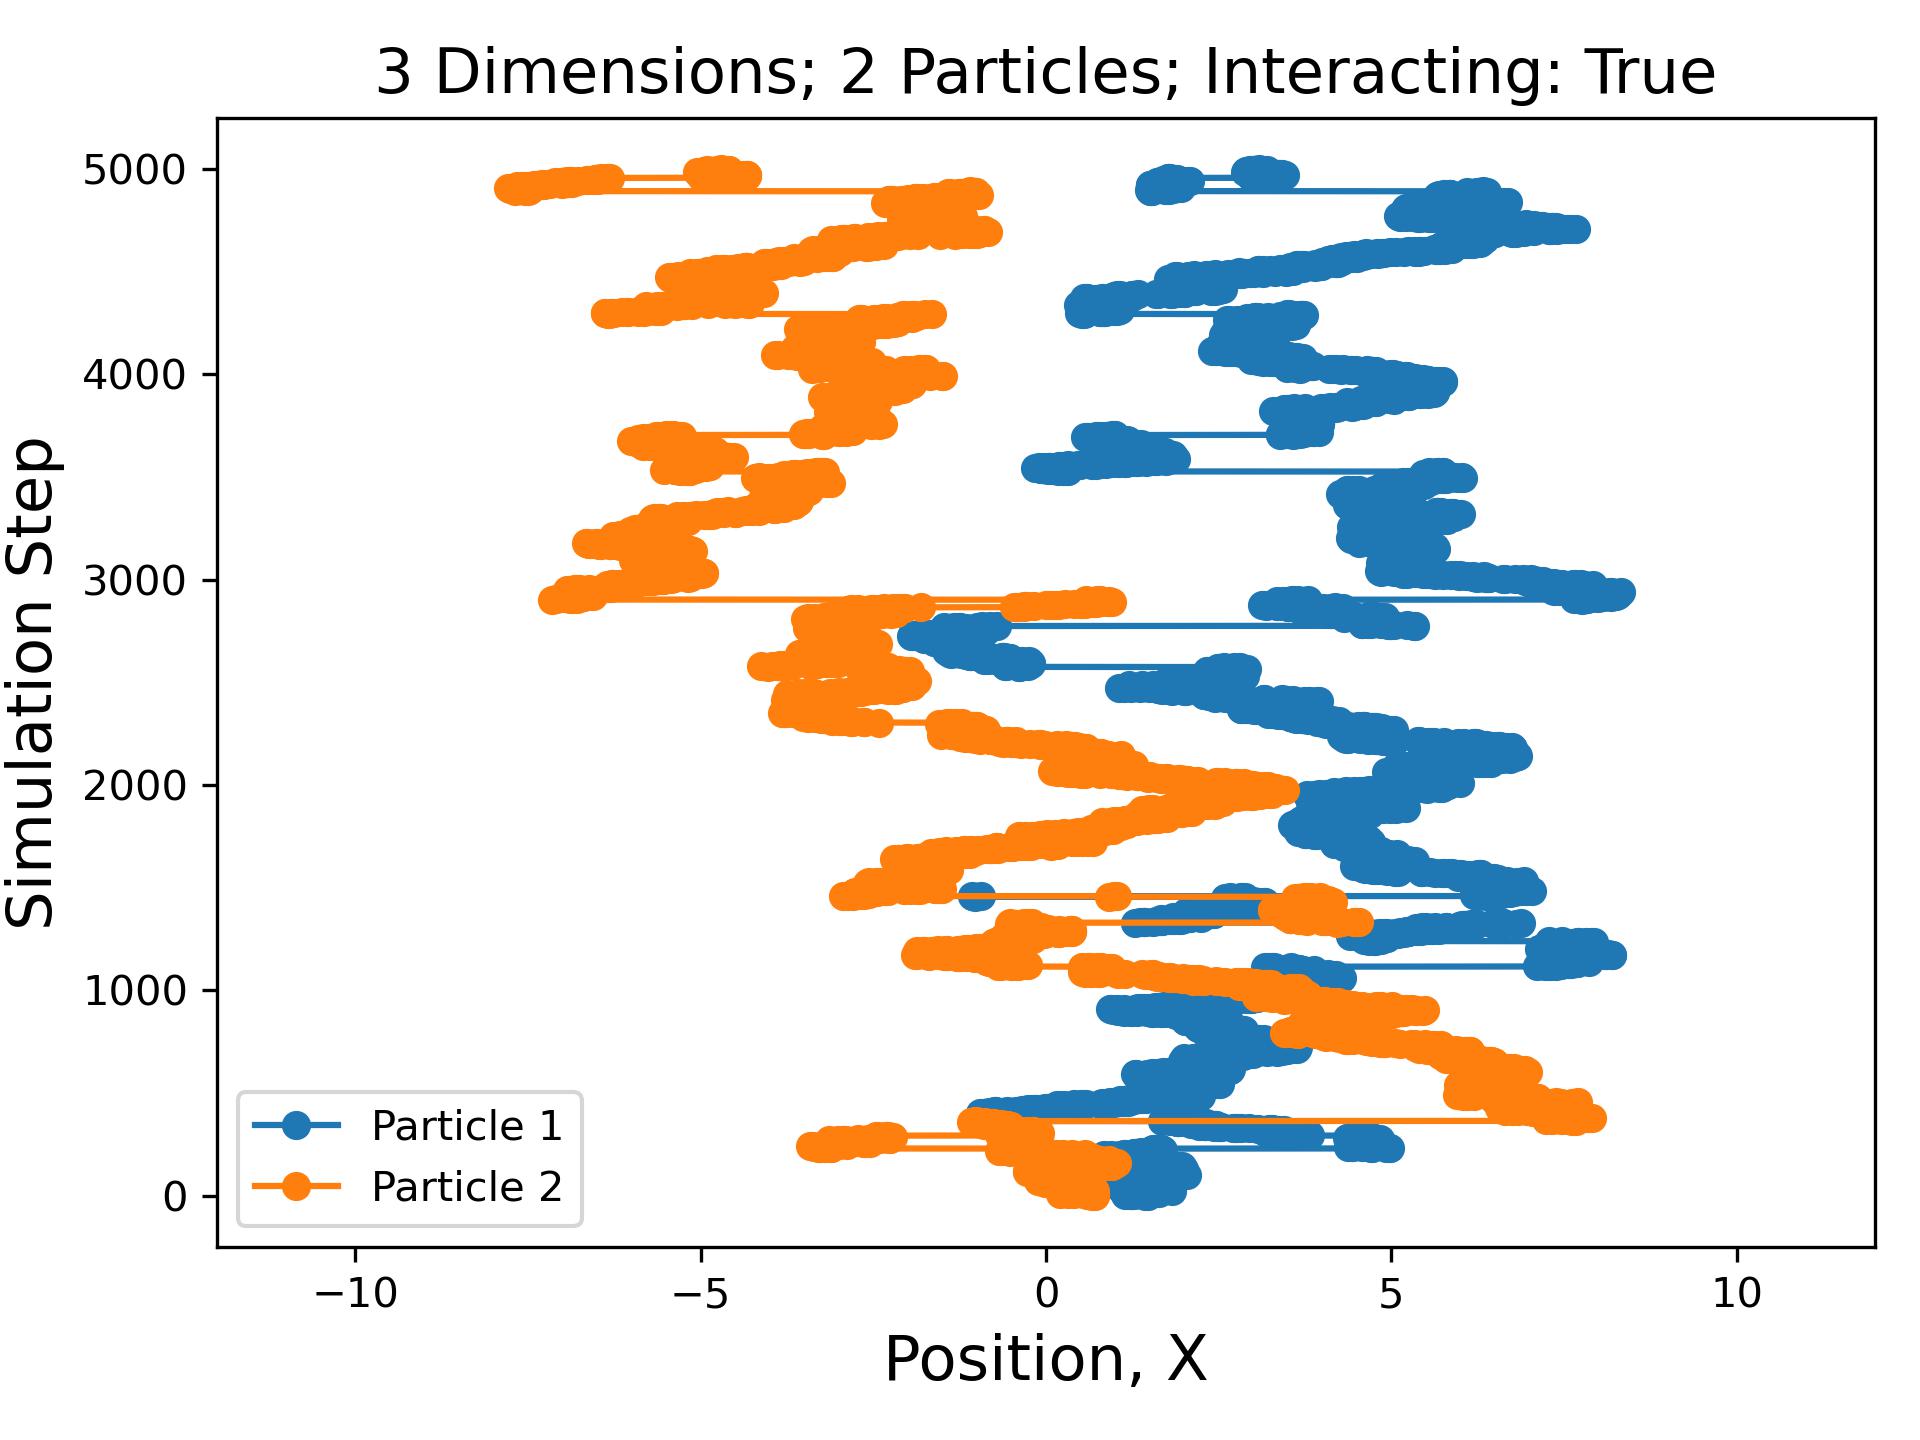 3 Dimensions; 2 Particles; Interacting: True
Simulation Step
5000
4000
3000
2000
1000
0
Particle 1
Particle 2
−10 −5 0 5 10
Position, X